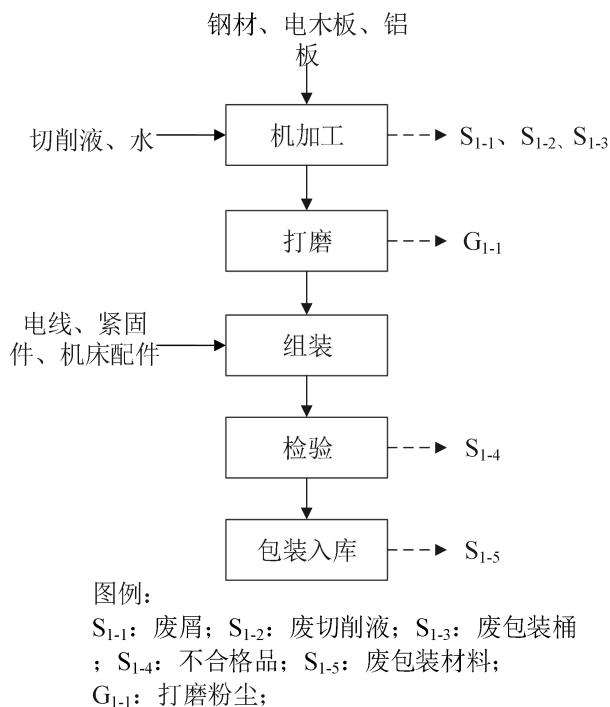 钢材、电木板、铝
板
切削液、水
机加工
S1-1、S1-2、S1-3
打磨
G1-1
电线、紧固
件、机床配件
组装
检验
S1-4
包装入库
S1-5
图例：
S1-1：废屑；S1-2：废切削液；S1-3：废包装桶
；S1-4：不合格品；S1-5：废包装材料；
G1-1：打磨粉尘；